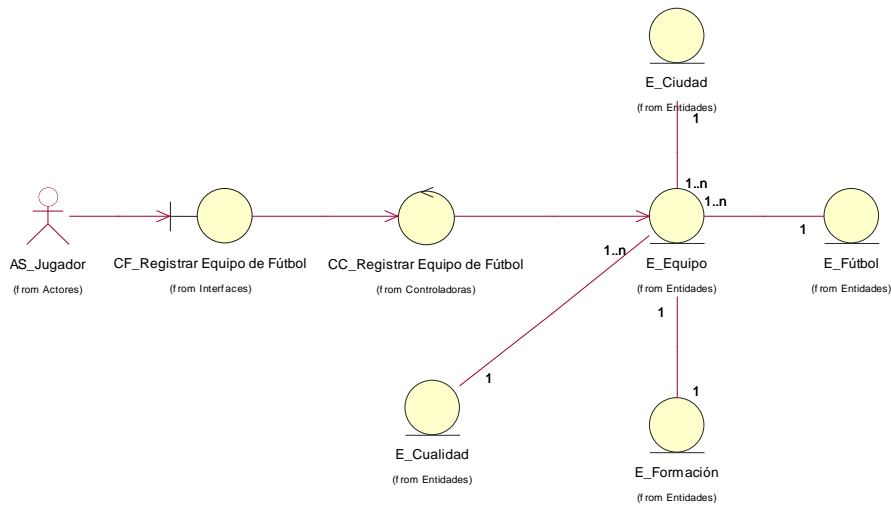 E_Ciudad
(from Entidades)
1
1..n
1..n
1
AS_Jugador
(from Actores)
CF_Registrar Equipo de Fútbol
(from Interfaces)
CC_Registrar Equipo de Fútbol
(from Controladoras)
E_Equipo
(from Entidades)
E_Fútbol
(from Entidades)
1..n
1
1
1
E_Cualidad
(from Entidades)
E_Formación
(from Entidades)